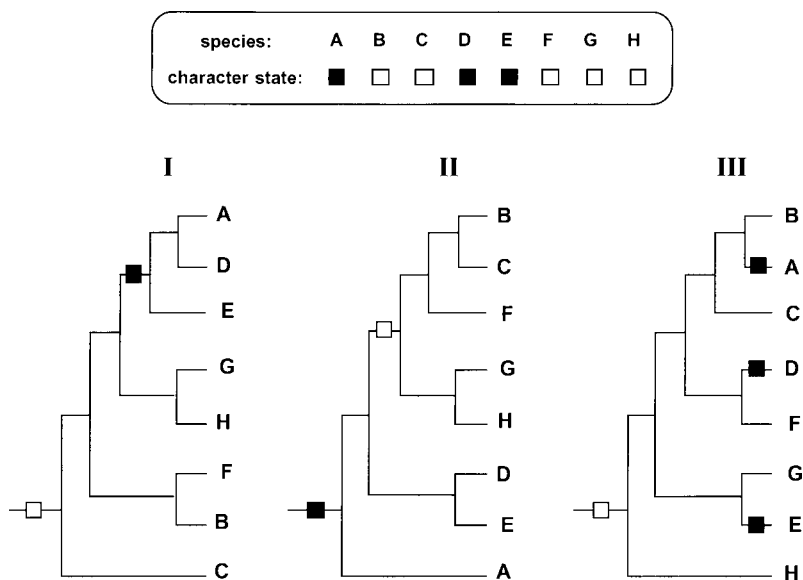 species: A B C D E F G H
character state:
I II III
A B B
D C A
E F C
G G D
H H F
F D G
B E E
C A H